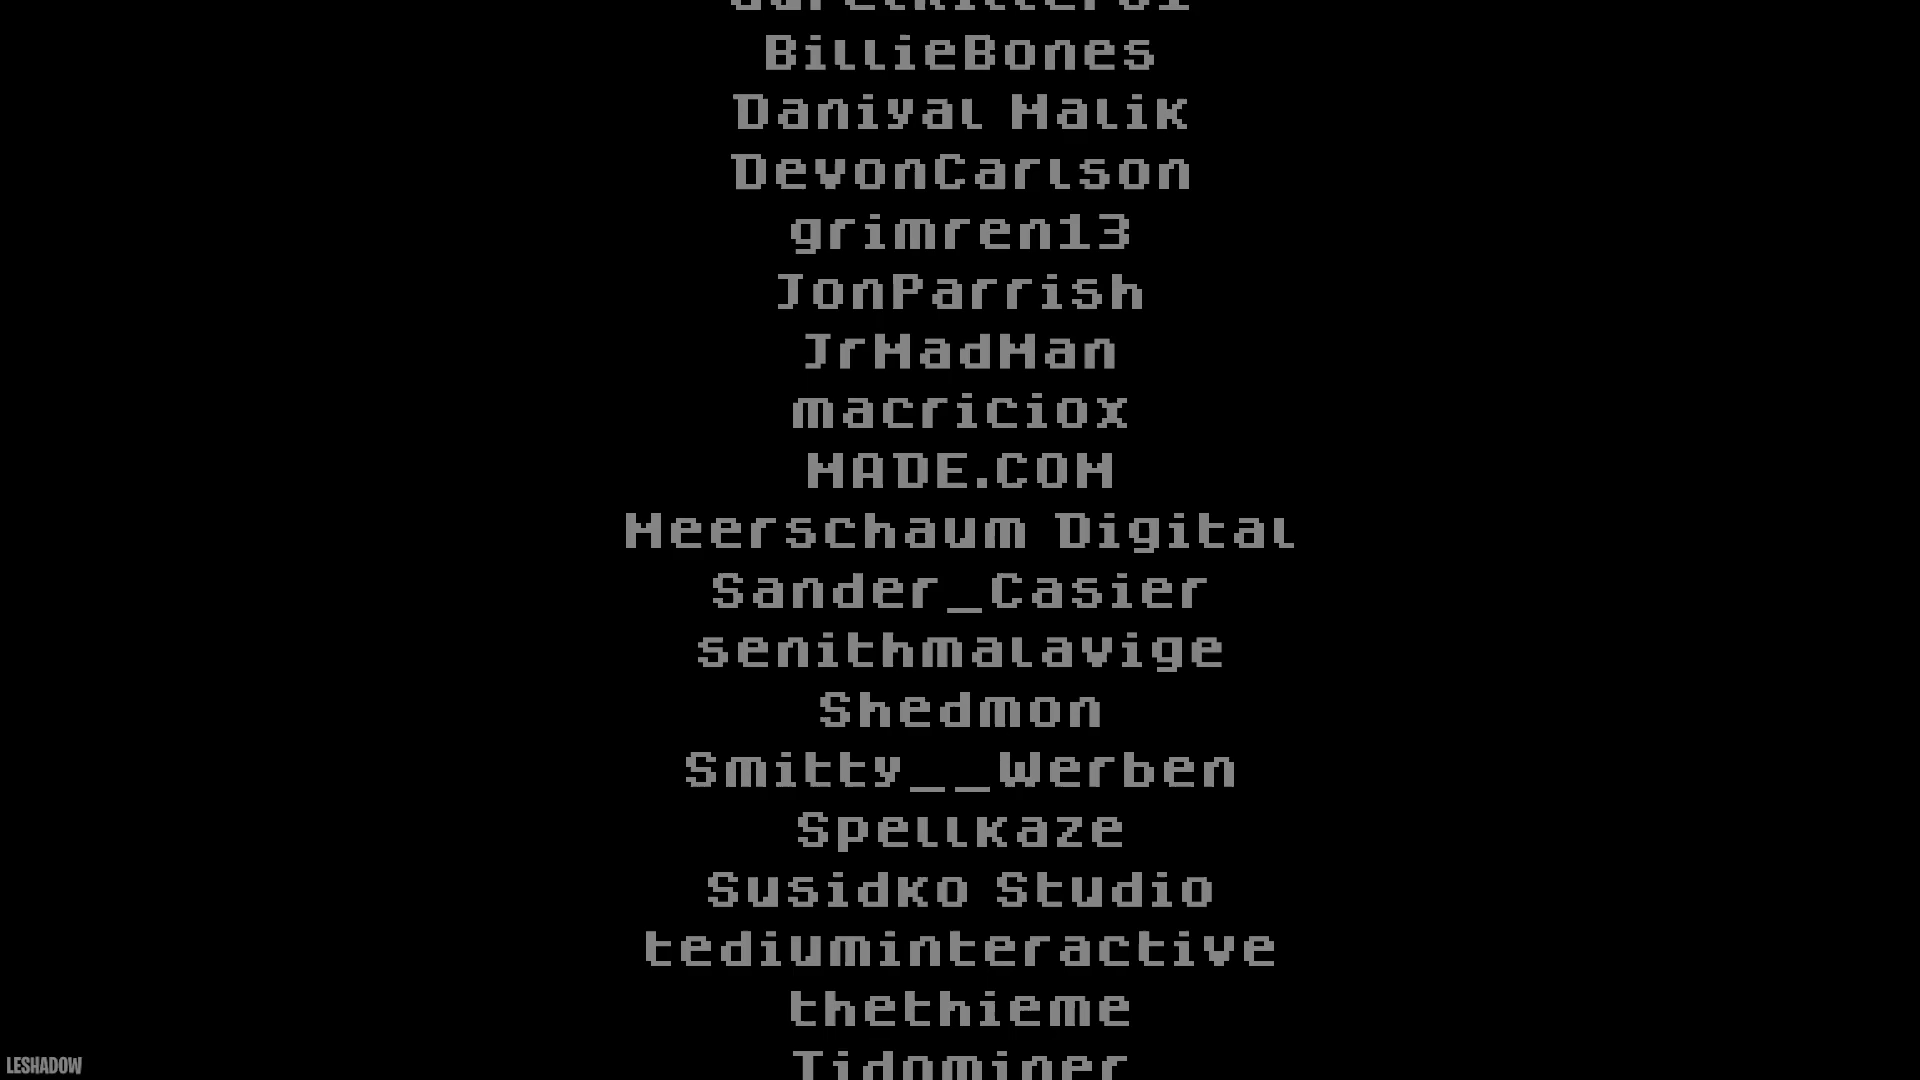 BillieBones
Daniyal Malik
DevonCarlson
grimren13
JonParrish
JrMadMan
macriciox
MADE.COM
Meerschaum Digital
Sander_Casier
senithmalavige
Shedmon
Smitty__Werben
Spellkaze
Susidko Studio
tediuminteractive
thethieme
Tidominer
LESHADOW